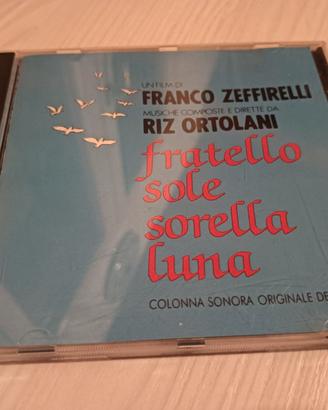 UN FILM DI
FRANCO ZEFFIRELLI
MUSICHE COMPOSTE E DIRETTE DA
RIZ ORTOLANI
fratello
sole
sorella
luna
COLONNA SONORA ORIGINALE DE